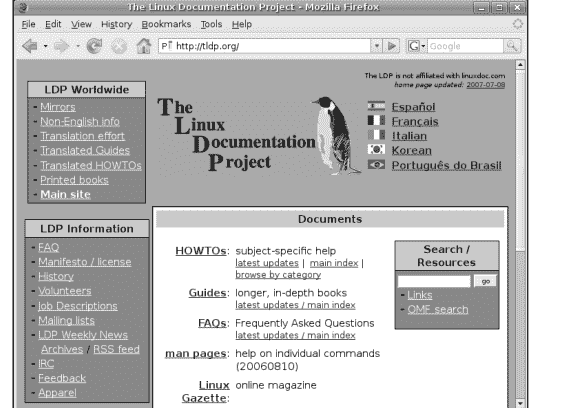 The Linux Documentation Project - Mozilla Firefox
File Edit View History Bookmarks Tools Help
http://tldp.org/
Google
The LDP is not affiliated with linuxdoc.com
home page updated: 2007-07-08
LDP Worldwide
- Mirrors
- Non-English info
- Translation effort
- Translated Guides
- Translated HOWTOs
- Printed books
- Main site
The
Linux
Documentation
Project
Español
Français
Italian
Korean
Português do Brasil
LDP Information
- FAQ
- Manifesto / license
- History
- Volunteers
- Job Descriptions
- Mailing lists
- LDP Weekly News
Archives / RSS feed
- IRC
- Feedback
- Apparel
Documents
HOWTOs: subject-specific help
latest updates | main index |
browse by category
Guides: longer, in-depth books
latest updates / main index
FAQs: Frequently Asked Questions
latest updates / main index
man pages: help on individual commands
(20060810)
Linux online magazine
Gazette:
Search /
Resources
go
- Links
- OMF search